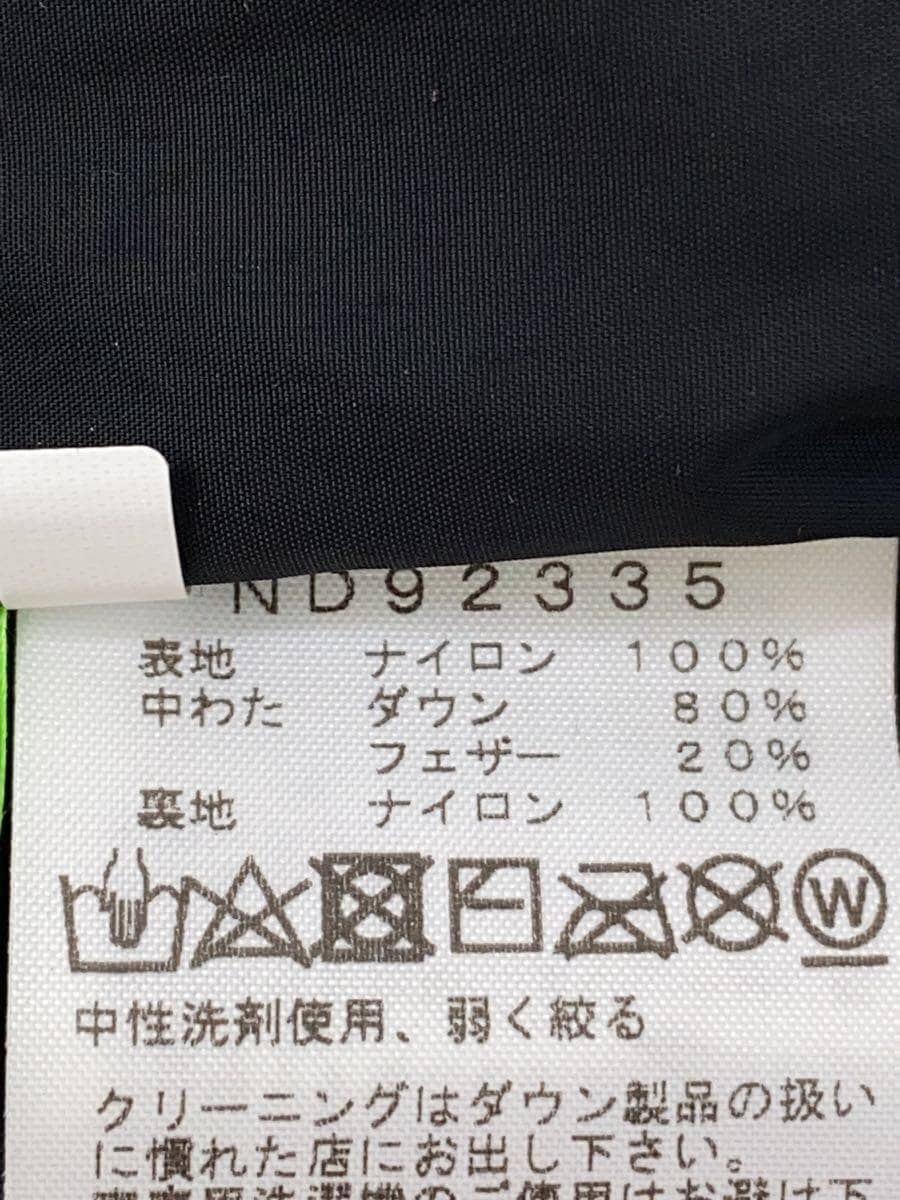 ND92335
表地 ナイロン 100%
中わた ダウン 80%
フェザー 20%
裏地 ナイロン 100%
W
中性洗剤使用、弱く絞る
クリーニングはダウン製品の扱い
に慣れた店にお出し下さい。